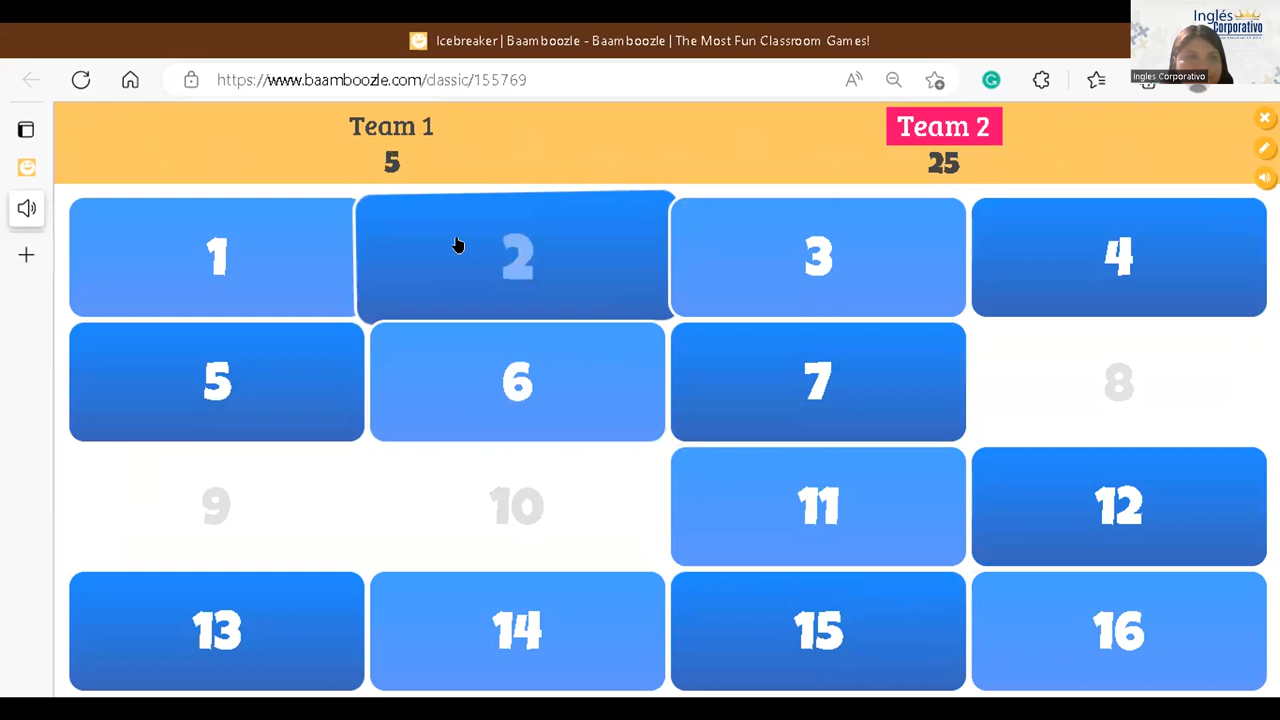 Inglés
Corporativo
Icebreaker | Baamboozle - Baamboozle | The Most Fun Classroom Games!
Ingles Corporativo
https://www.baamboozle.com/classic/155769
Team 1
Team 2
5
25
1
2
3
4
5
6
7
8
9
10
11
12
13
14
15
16